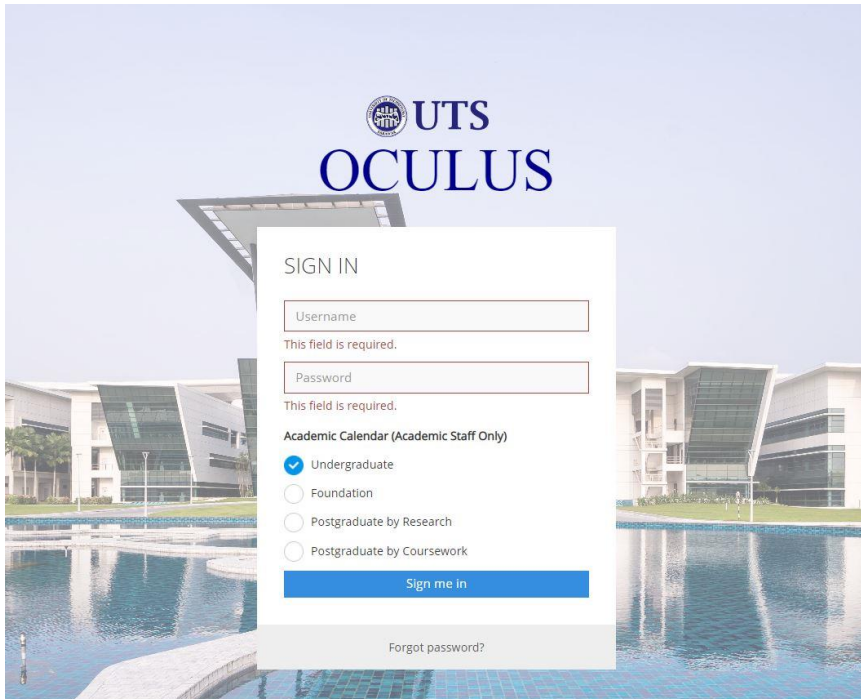 UTS
OCULUS
SIGN IN
Username
This field is required.
Password
This field is required.
Academic Calendar (Academic Staff Only)
Undergraduate
Foundation
Postgraduate by Research
Postgraduate by Coursework
Sign me in
Forgot password?